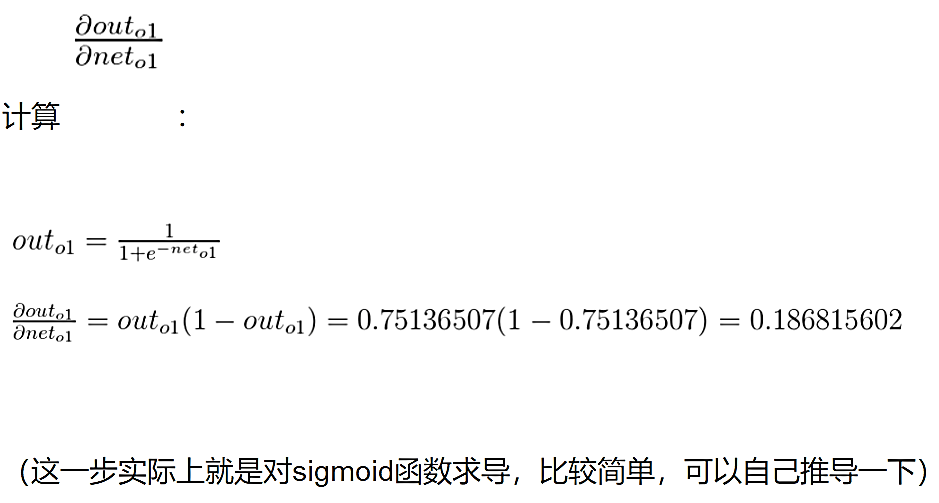 ∂out_{o1}/∂net_{o1}
计算 ：
out_{o1} = 1/(1+e^{-net_{o1}})
∂out_{o1}/∂net_{o1} = out_{o1}(1 − out_{o1}) = 0.75136507(1 − 0.75136507) = 0.186815602
（这一步实际上就是对sigmoid函数求导，比较简单，可以自己推导一下）